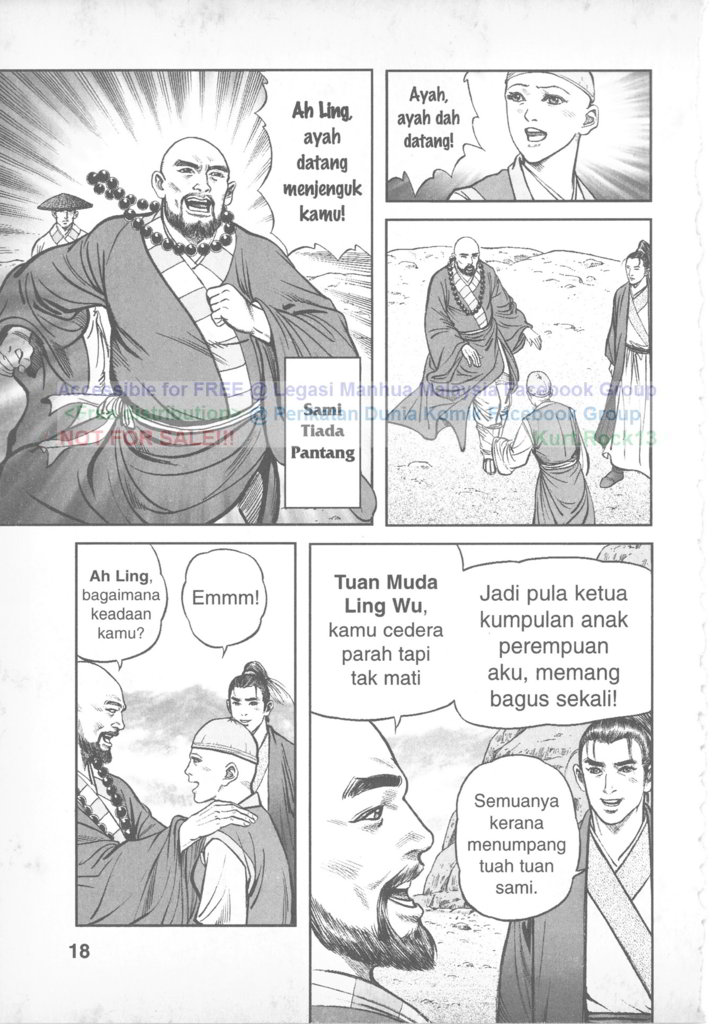 Ah Ling,
ayah
datang
menjenguk
kamu!
Sami
Tiada
Pantang
Ayah,
ayah dah
datang!
Accessible for FREE @ Legasi Manhua Malaysia Facebook Group
<Free distribution> @ Perikatan Dunia Komik Facebook Group
NOT FOR SALE!!! Kurt Rock13
Ah Ling,
bagaimana
keadaan
kamu?
Emmm!
Tuan Muda
Ling Wu,
kamu cedera
parah tapi
tak mati
Jadi pula ketua
kumpulan anak
perempuan
aku, memang
bagus sekali!
Semuanya
kerana
menumpang
tuah tuan
sami.
18